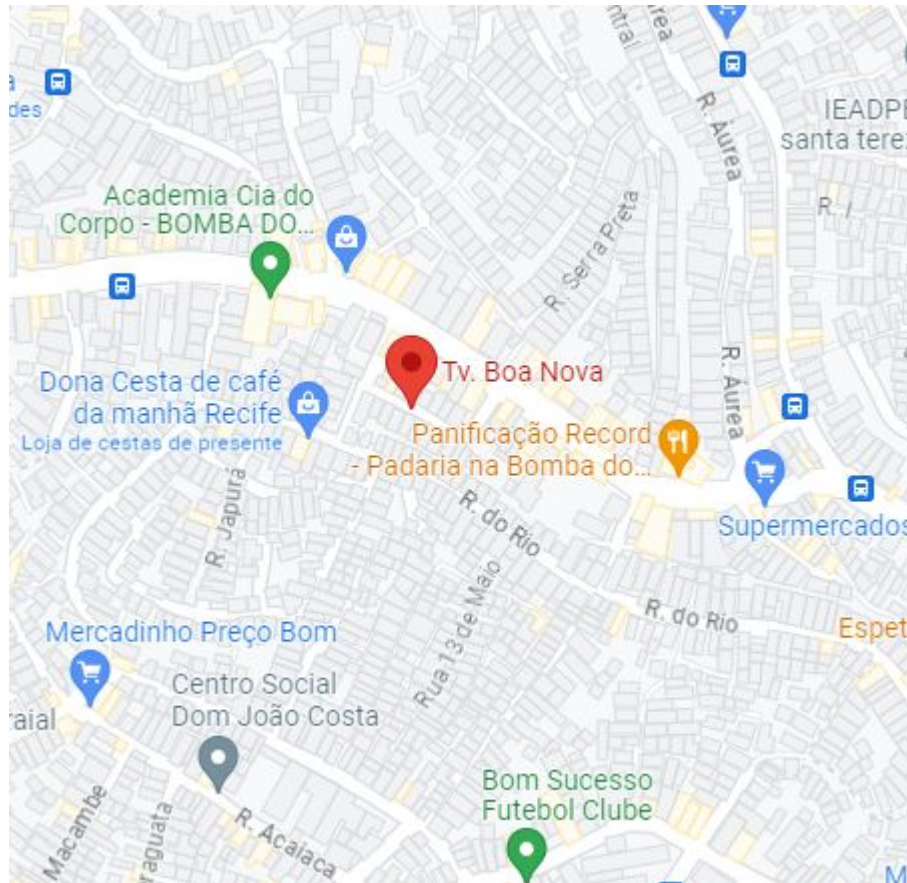 Central
R. Áurea
des
IEADPE
santa tere
Academia Cia do
Corpo - BOMBA DO...
R. I
R. Serra Preta
Tv. Boa Nova
R. Áurea
Dona Cesta de café
da manhã Recife
Loja de cestas de presente
Panificação Record
- Padaria na Bomba do...
R. Japurá
R. do Rio
Supermercados
Rua 13 de Maio
R. do Rio
Espet
Mercadinho Preço Bom
Centro Social
Dom João Costa
raial
Bom Sucesso
Futebol Clube
Macambe
raguata
R. Acaiaca
M